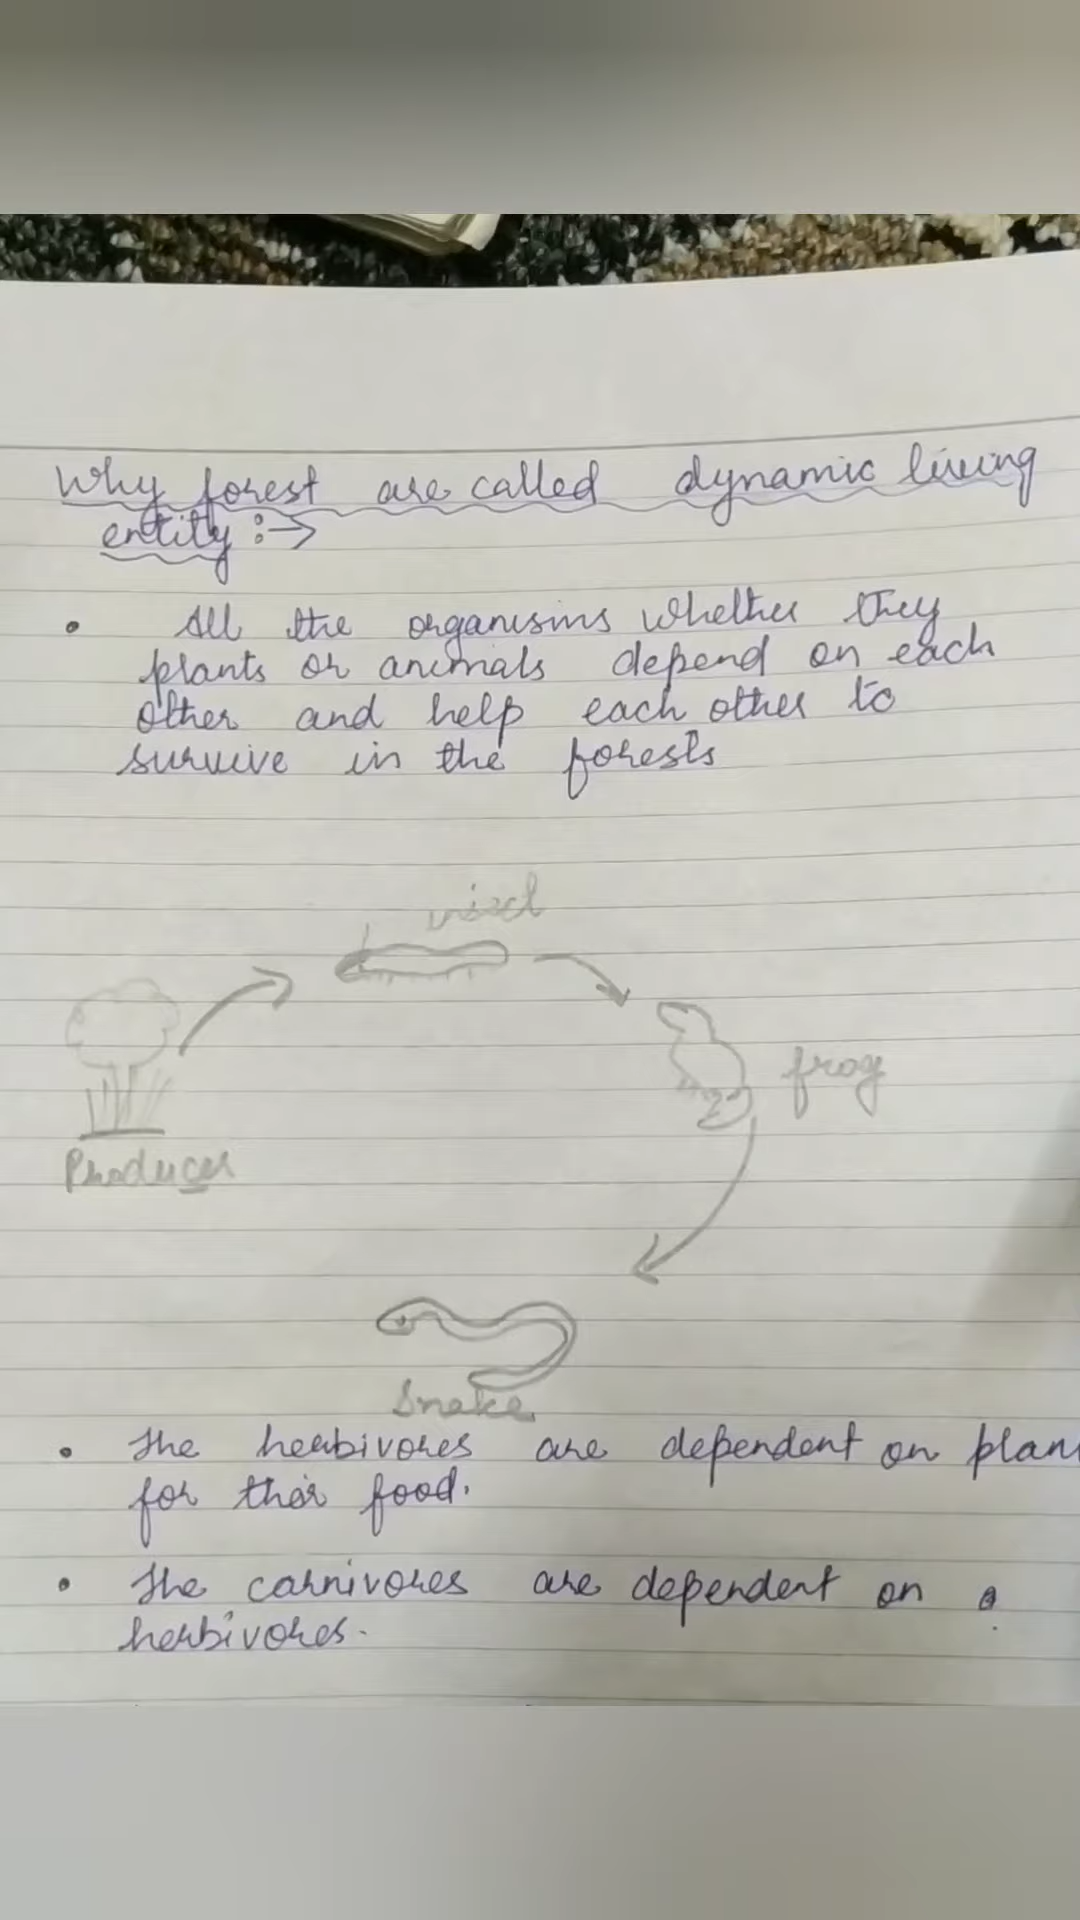 Why forest are called dynamic living
entity :→
• All the organisms whether they
plants or animals depend on each
other and help each other to
survive in the forests
insect
frog
Producer
Snake
• The herbivores are dependent on plan
for their food.
• The carnivores are dependent on
herbivores.